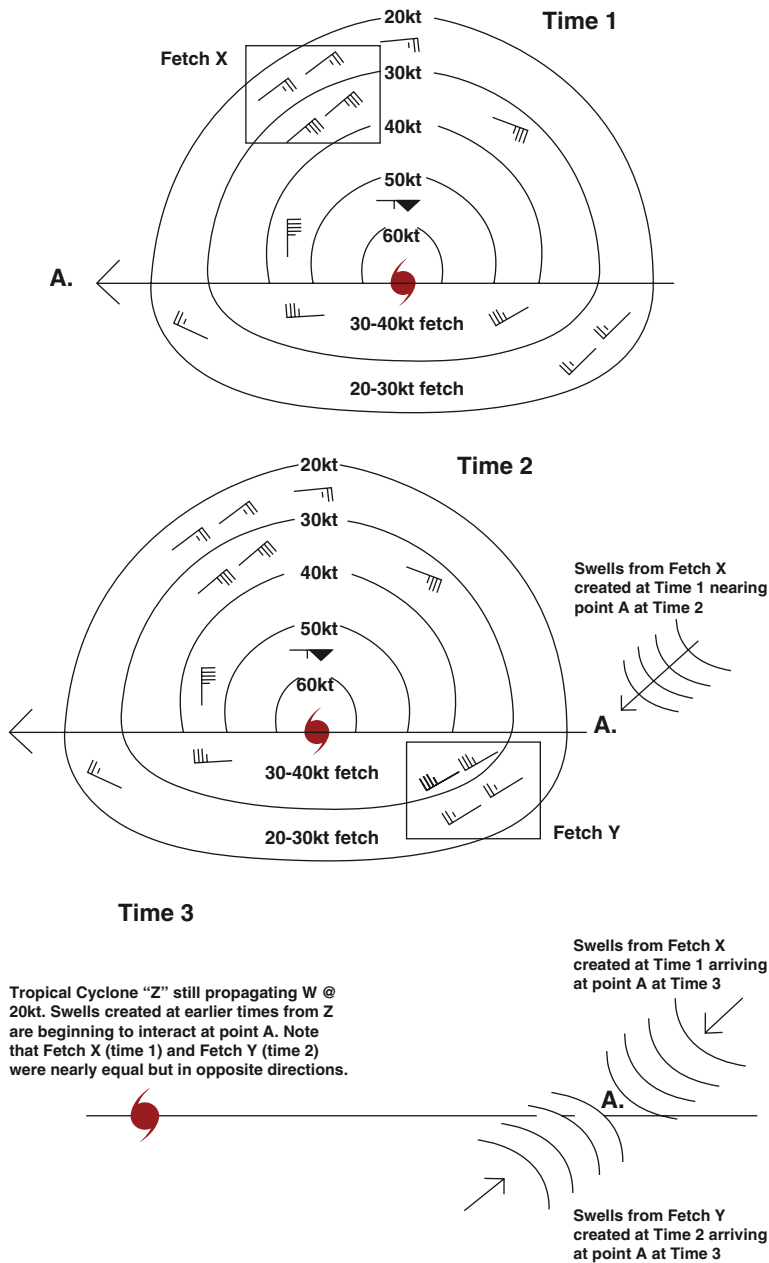 Time 1
20kt
Fetch X
30kt
40kt
50kt
60kt
A.
30-40kt fetch
20-30kt fetch
Time 2
20kt
30kt
40kt
50kt
60kt
Swells from Fetch X
created at Time 1 nearing
point A at Time 2
A.
30-40kt fetch
20-30kt fetch
Fetch Y
Time 3
Tropical Cyclone “Z” still propagating W @
20kt. Swells created at earlier times from Z
are beginning to interact at point A. Note
that Fetch X (time 1) and Fetch Y (time 2)
were nearly equal but in opposite directions.
Swells from Fetch X
created at Time 1 arriving
at point A at Time 3
A.
Swells from Fetch Y
created at Time 2 arriving
at point A at Time 3